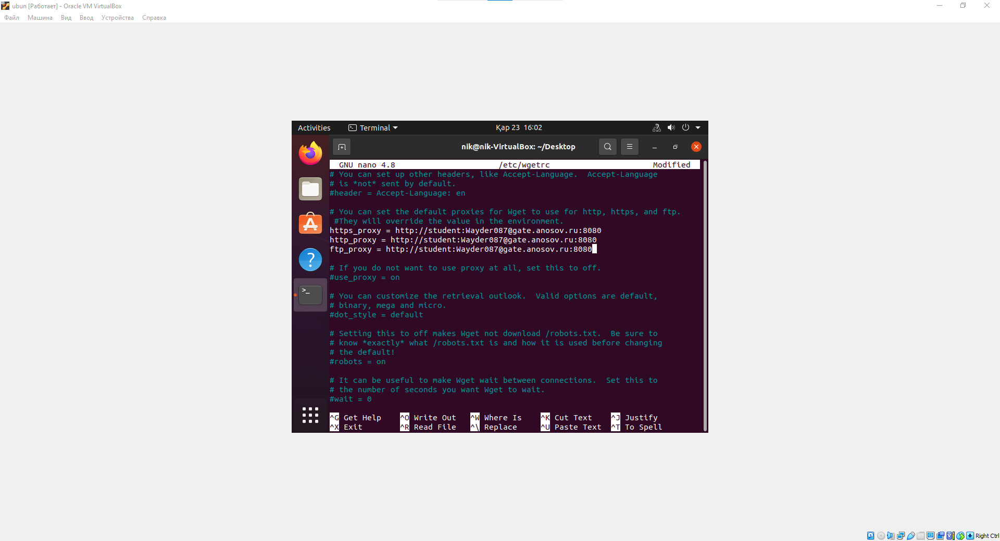 ubun [Работает] - Oracle VM VirtualBox
Файл Машина Вид Ввод Устройства Справка
Activities Terminal Қар 23 16:02
nik@nik-VirtualBox: ~/Desktop
GNU nano 4.8 /etc/wgetrc Modified
# You can set up other headers, like Accept-Language.  Accept-Language
# is *not* sent by default.
#header = Accept-Language: en
# You can set the default proxies for Wget to use for http, https, and ftp.
#They will override the value in the environment.
https_proxy = http://student:Wayder087@gate.anosov.ru:8080
http_proxy = http://student:Wayder087@gate.anosov.ru:8080
ftp_proxy = http://student:Wayder087@gate.anosov.ru:8080
# If you do not want to use proxy at all, set this to off.
#use_proxy = on
# You can customize the retrieval outlook.  Valid options are default,
# binary, mega and micro.
#dot_style = default
# Setting this to off makes Wget not download /robots.txt.  Be sure to
# know *exactly* what /robots.txt is and how it is used before changing
# the default!
#robots = on
# It can be useful to make Wget wait between connections.  Set this to
# the number of seconds you want Wget to wait.
#wait = 0
^G Get Help ^O Write Out ^W Where Is ^K Cut Text ^J Justify
^X Exit ^R Read File ^\ Replace ^U Paste Text ^T To Spell
Right Ctrl